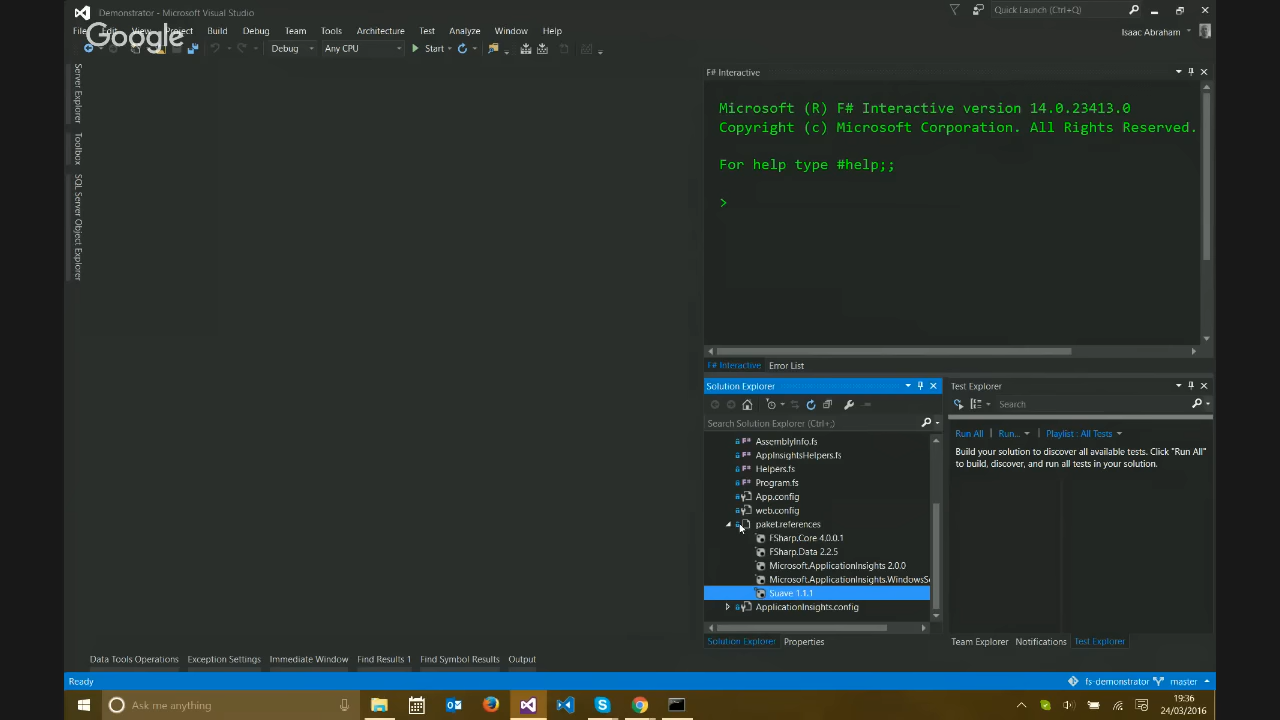 Demonstrator - Microsoft Visual Studio
Quick Launch (Ctrl+Q)
File Edit View Project Build Debug Team Tools Architecture Test Analyze Window Help
Isaac Abraham
Google
Debug Any CPU Start
Server Explorer
Toolbox
SQL Server Object Explorer
F# Interactive
Microsoft (R) F# Interactive version 14.0.23413.0
Copyright (c) Microsoft Corporation. All Rights Reserved.
For help type #help;;
>
F# Interactive Error List
Solution Explorer
Search Solution Explorer (Ctrl+;)
AssemblyInfo.fs
AppInsightsHelpers.fs
Helpers.fs
Program.fs
App.config
web.config
paket.references
FSharp.Core 4.0.0.1
FSharp.Data 2.2.5
Microsoft.ApplicationInsights 2.0.0
Microsoft.ApplicationInsights.WindowsSe
Suave 1.1.1
ApplicationInsights.config
Solution Explorer Properties
Test Explorer
Search
Run All Run... Playlist : All Tests
Build your solution to discover all available tests. Click "Run All"
to build, discover, and run all tests in your solution.
Team Explorer Notifications Test Explorer
Data Tools Operations Exception Settings Immediate Window Find Results 1 Find Symbol Results Output
Ready
fs-demonstrator master
Ask me anything
19:36
24/03/2016